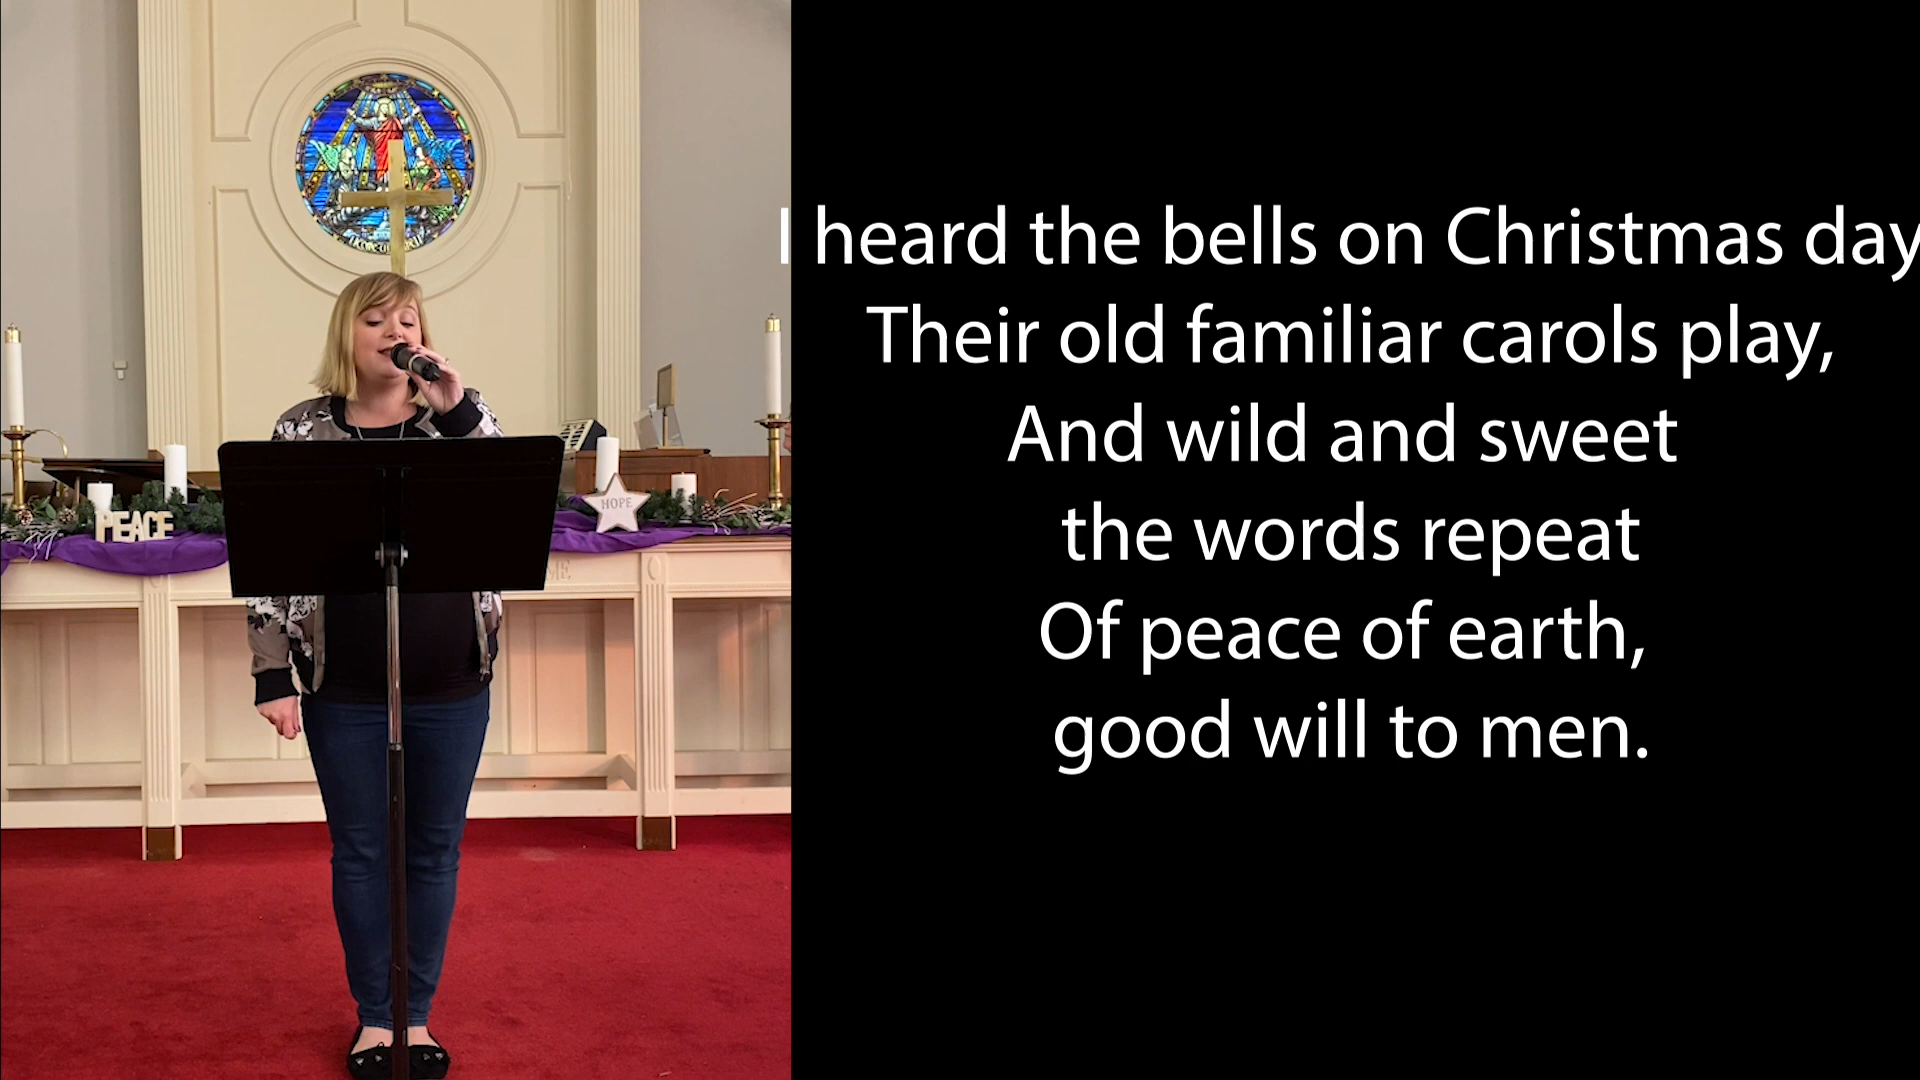 I heard the bells on Christmas day
Their old familiar carols play,
And wild and sweet
the words repeat
Of peace of earth,
good will to men.
PEACE
HOPE